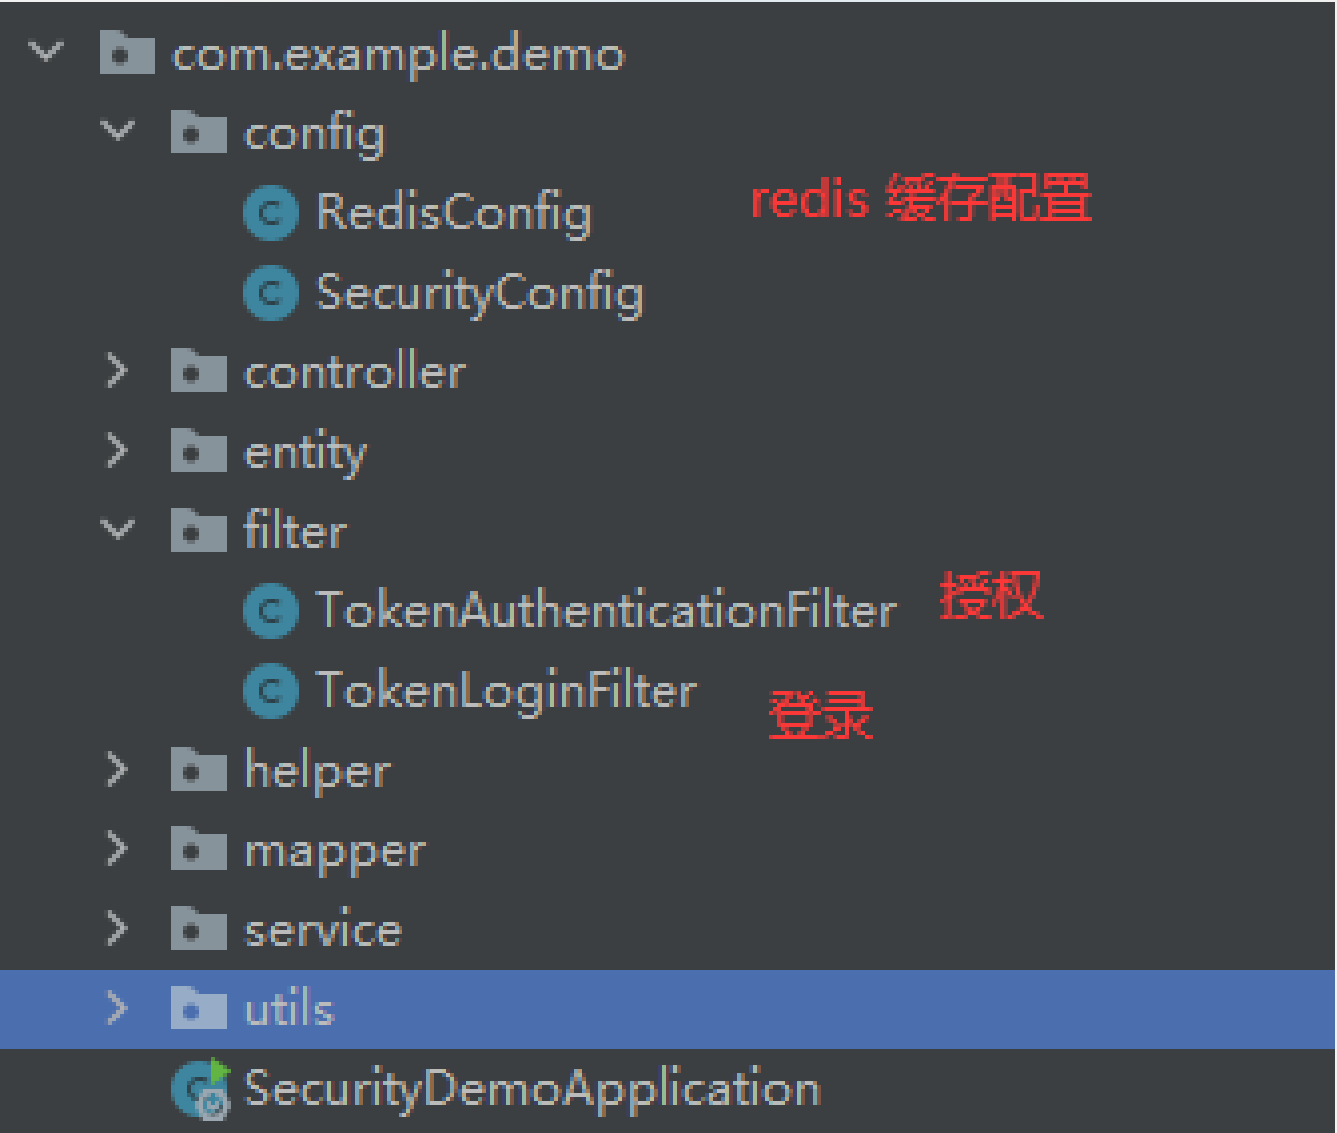 com.example.demo
config
RedisConfig redis 缓存配置
SecurityConfig
controller
entity
filter
TokenAuthenticationFilter 授权
TokenLoginFilter 登录
helper
mapper
service
utils
SecurityDemoApplication